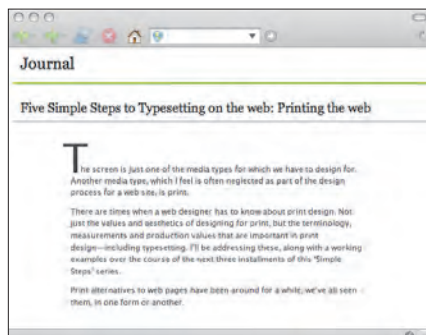 Journal
Five Simple Steps to Typesetting on the web: Printing the web
The screen is just one of the media types for which we have to design for.
Another media type, which I feel is often neglected as part of the design
process for a web site, is print.
There are times when a web designer has to know about print design. Not
just the values and aesthetics of designing for print, but the terminology,
measurements and production values that are important in print
design—including typesetting. I'll be addressing these, along with a working
examples over the course of the next three installments of this "Simple
Steps" series.
Print alternatives to web pages have been around for a while, we've all seen
them, in one form or another.